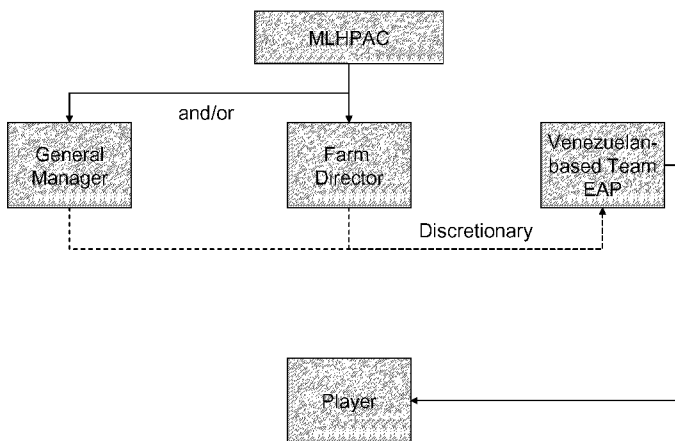 MLHPAC
and/or
General
Manager
Farm
Director
Venezuelan-
based Team
EAP
Discretionary
Player